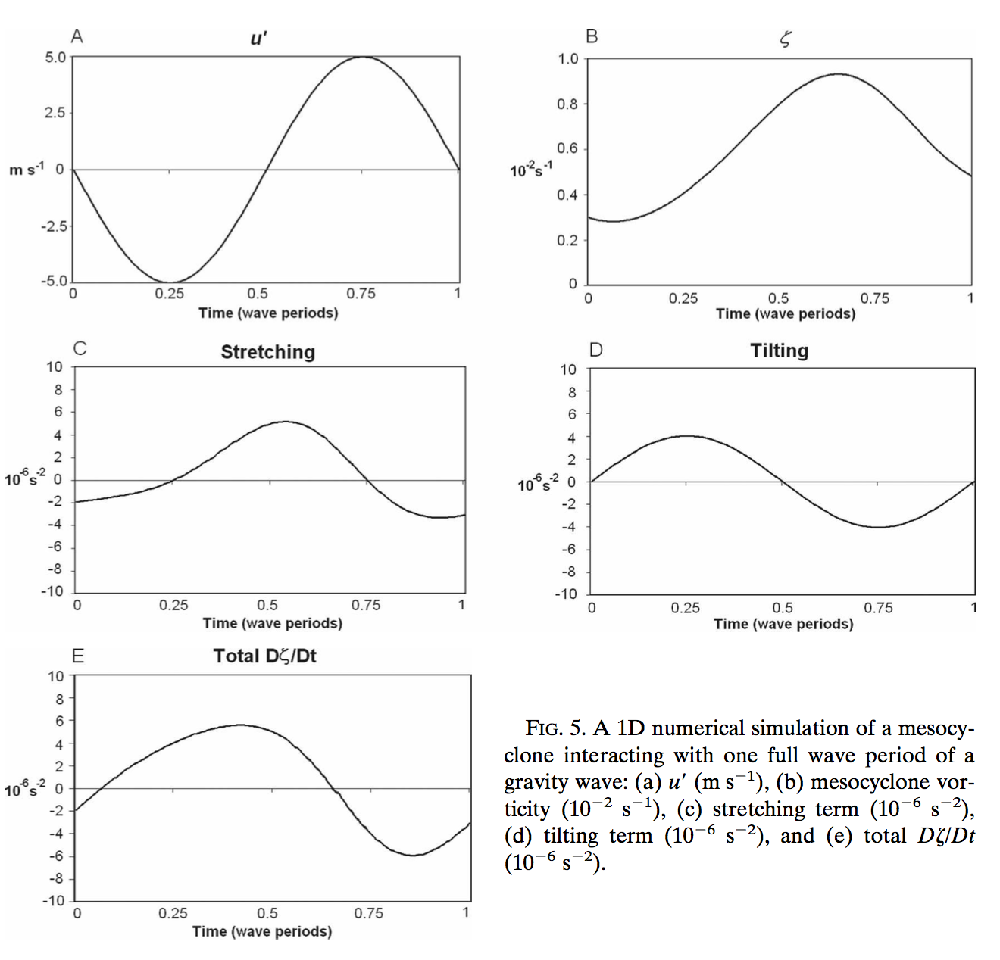 A
u'
5.0
2.5
m s-1 0
-2.5
-5.0
0 0.25 0.5 0.75 1
Time (wave periods)
B
ζ
1.0
0.8
0.6
10-2s-1
0.4
0.2
0
0 0.25 0.5 0.75 1
Time (wave periods)
C
Stretching
10
8
6
4
2
10-6s-2 0
-2
-4
-6
-8
-10
0 0.25 0.5 0.75 1
Time (wave periods)
D
Tilting
10
8
6
4
2
10-6s-2 0
-2
-4
-6
-8
-10
0 0.25 0.5 0.75 1
Time (wave periods)
E
Total Dζ/Dt
10
8
6
4
2
10-6s-2 0
-2
-4
-6
-8
-10
0 0.25 0.5 0.75 1
Time (wave periods)
FIG. 5. A 1D numerical simulation of a mesocy-
clone interacting with one full wave period of a
gravity wave: (a) u′ (m s−1), (b) mesocyclone vor-
ticity (10−2 s−1), (c) stretching term (10−6 s−2),
(d) tilting term (10−6 s−2), and (e) total Dζ/Dt
(10−6 s−2).